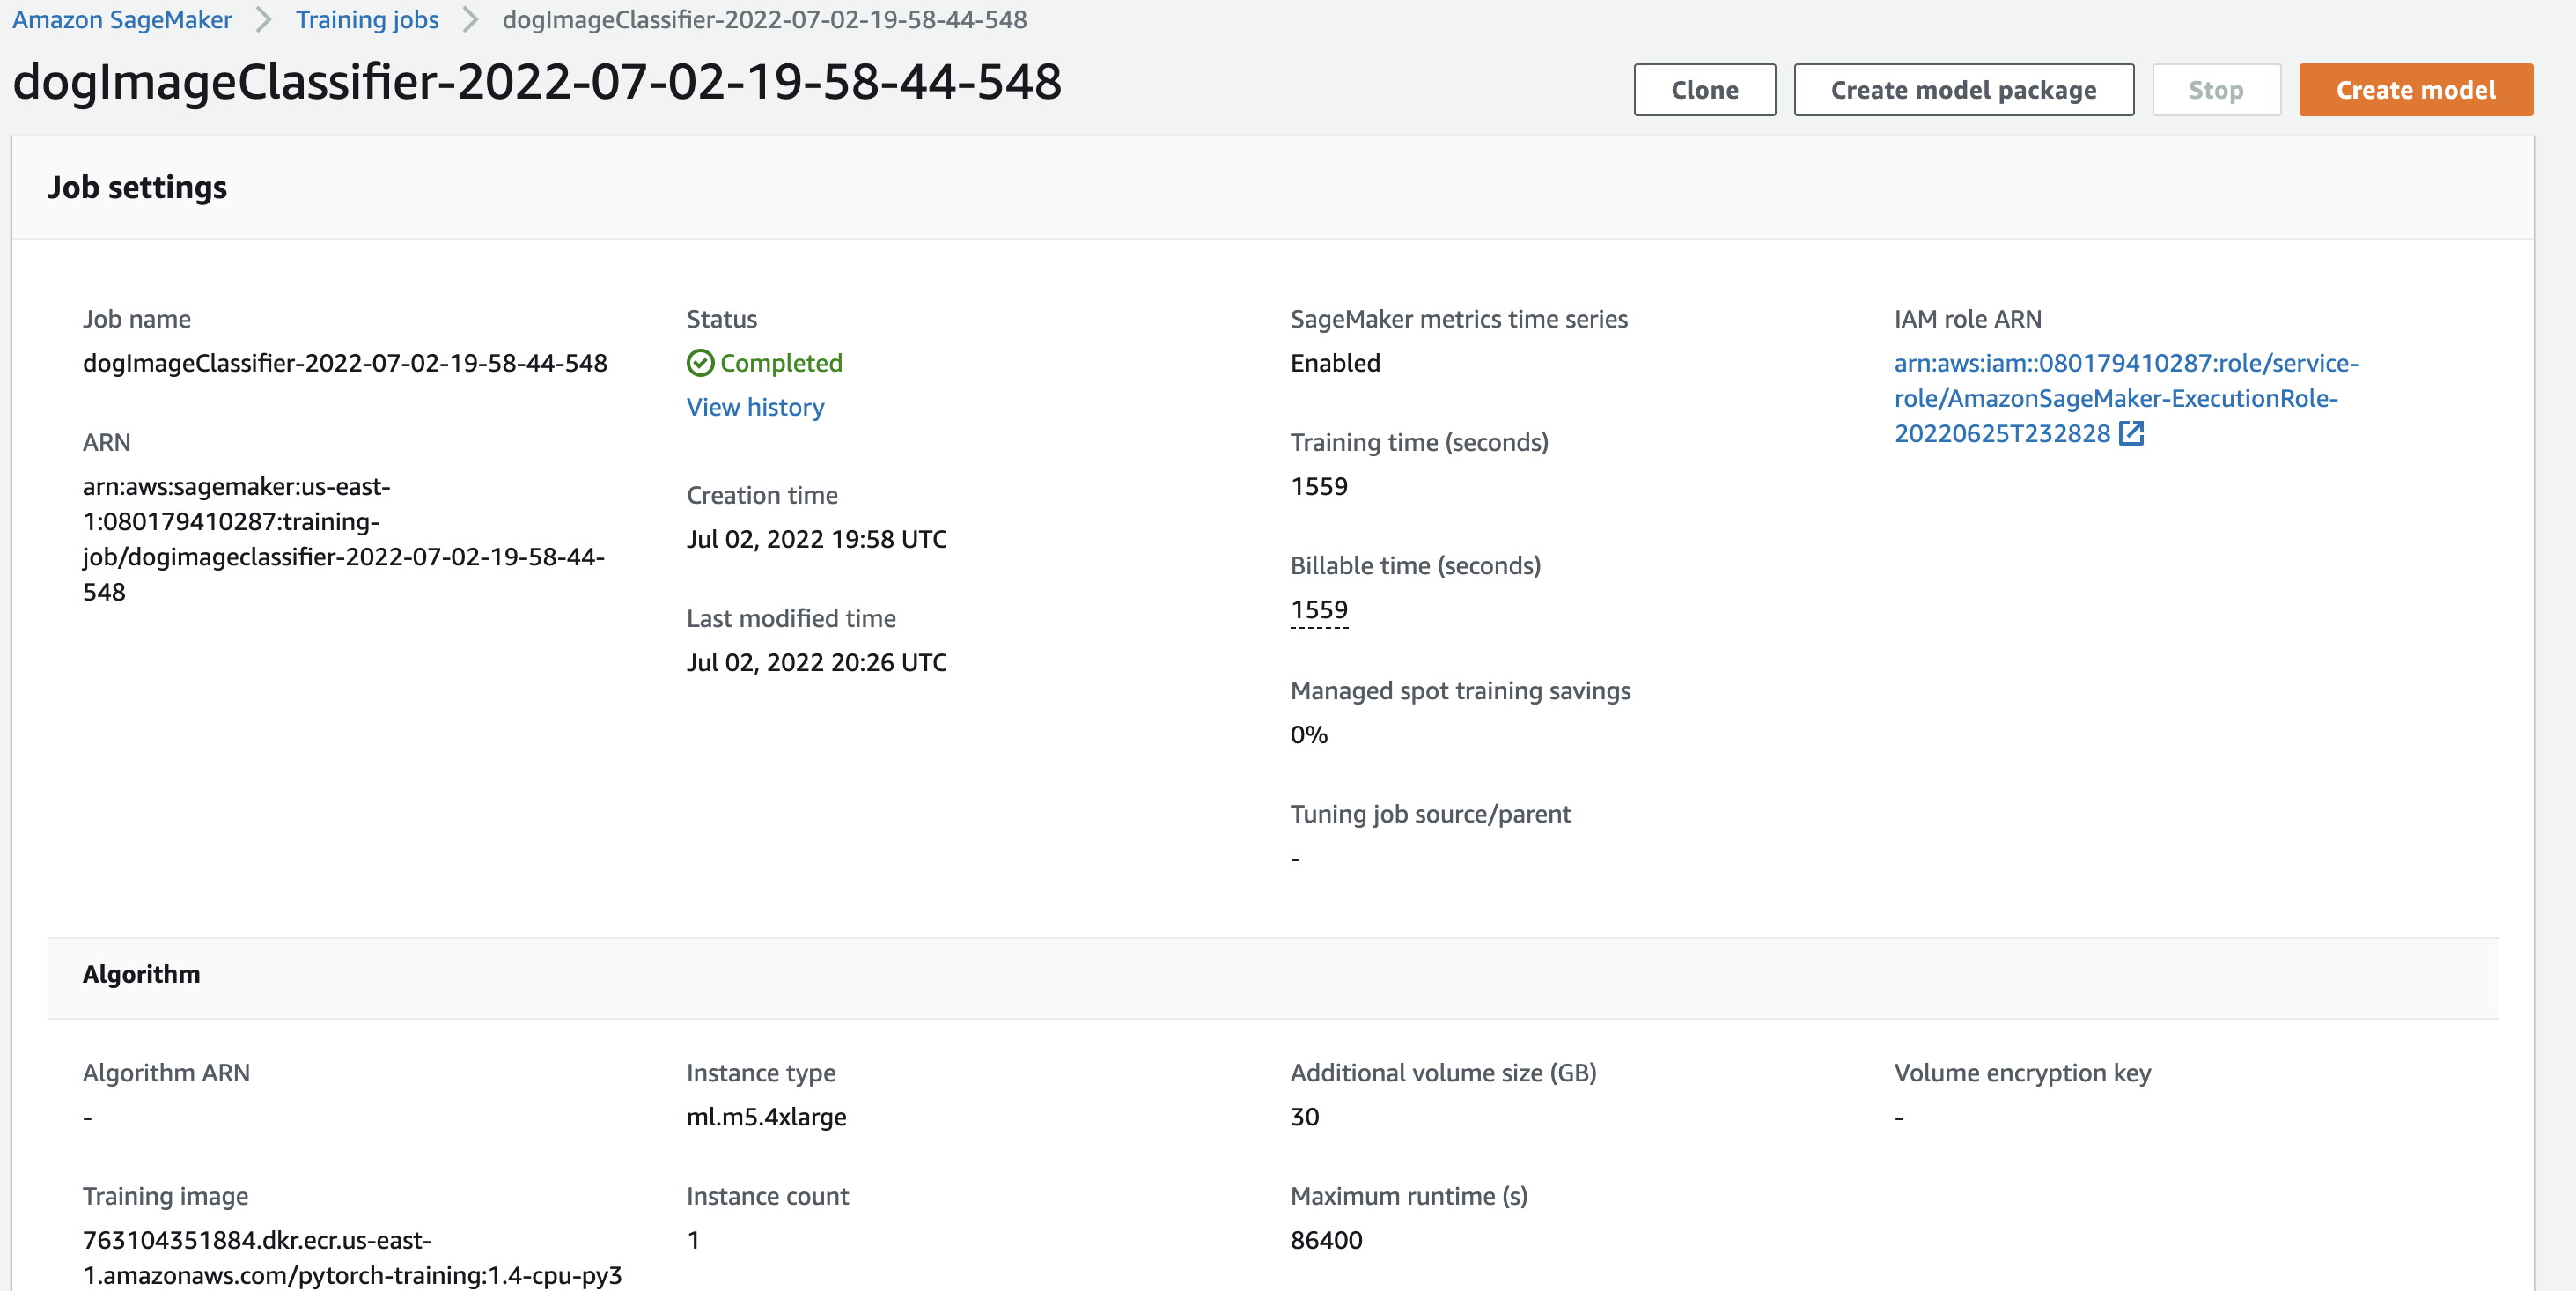 Amazon SageMaker > Training jobs > dogImageClassifier-2022-07-02-19-58-44-548
dogImageClassifier-2022-07-02-19-58-44-548
Clone
Create model package
Stop
Create model
Job settings
Job name
dogImageClassifier-2022-07-02-19-58-44-548
ARN
arn:aws:sagemaker:us-east-
1:080179410287:training-
job/dogimageclassifier-2022-07-02-19-58-44-
548
Status
Completed
View history
Creation time
Jul 02, 2022 19:58 UTC
Last modified time
Jul 02, 2022 20:26 UTC
SageMaker metrics time series
Enabled
Training time (seconds)
1559
Billable time (seconds)
1559
Managed spot training savings
0%
Tuning job source/parent
-
IAM role ARN
arn:aws:iam::080179410287:role/service-
role/AmazonSageMaker-ExecutionRole-
20220625T232828
Algorithm
Algorithm ARN
-
Training image
763104351884.dkr.ecr.us-east-
1.amazonaws.com/pytorch-training:1.4-cpu-py3
Instance type
ml.m5.4xlarge
Instance count
1
Additional volume size (GB)
30
Maximum runtime (s)
86400
Volume encryption key
-